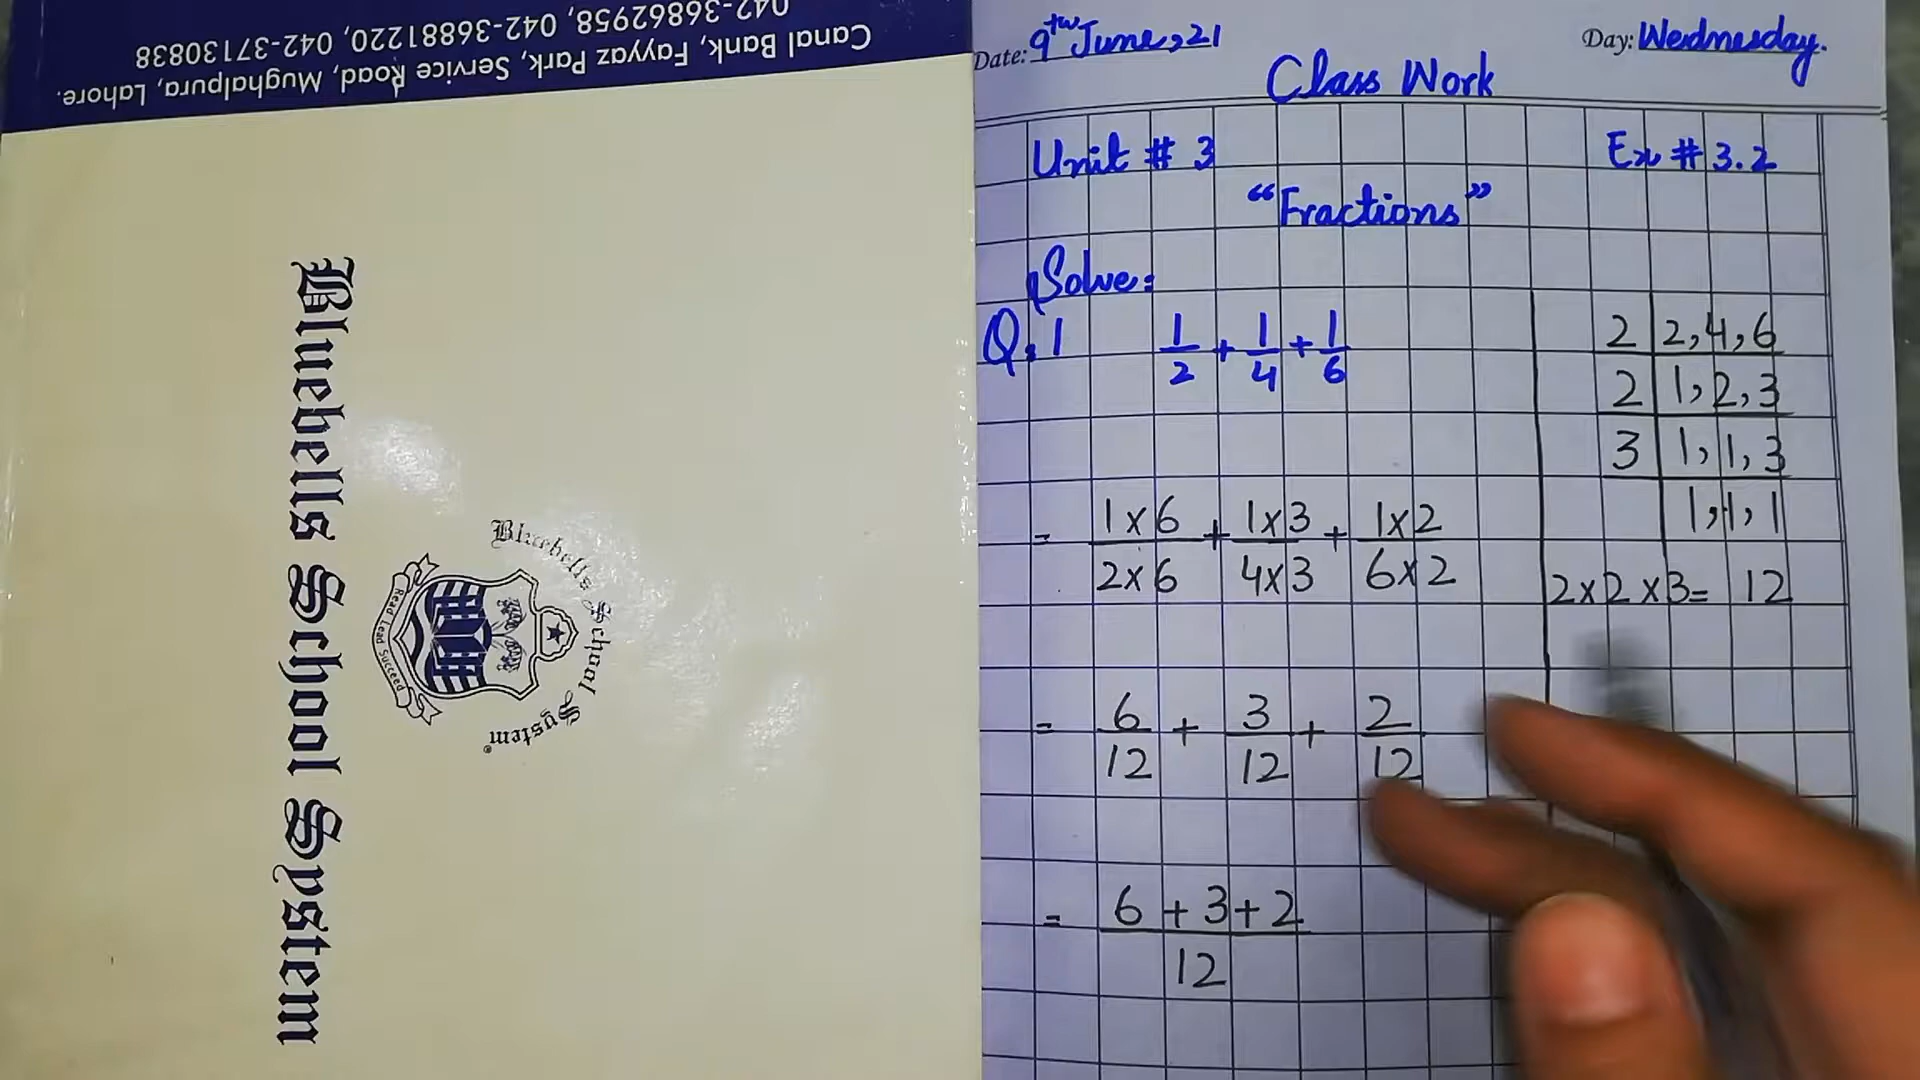 042-36862958, 042-36881220, 042-37130838
Canal Bank, Fayyaz Park, Service Road, Mughalpura, Lahore.
Bluebells School System
Bluebells School System
Read Lead Succeed
Date: 9th June, 21
Day: Wednesday.
Class Work
Unit # 3
Ex # 3.2
"Fractions"
Solve:
Q.1 1/2 + 1/4 + 1/6
= 1x6/2x6 + 1x3/4x3 + 1x2/6x2
= 6/12 + 3/12 + 2/12
= 6+3+2/12
2 | 2,4,6
2 | 1,2,3
3 | 1,1,3
1,1,1
2x2x3= 12